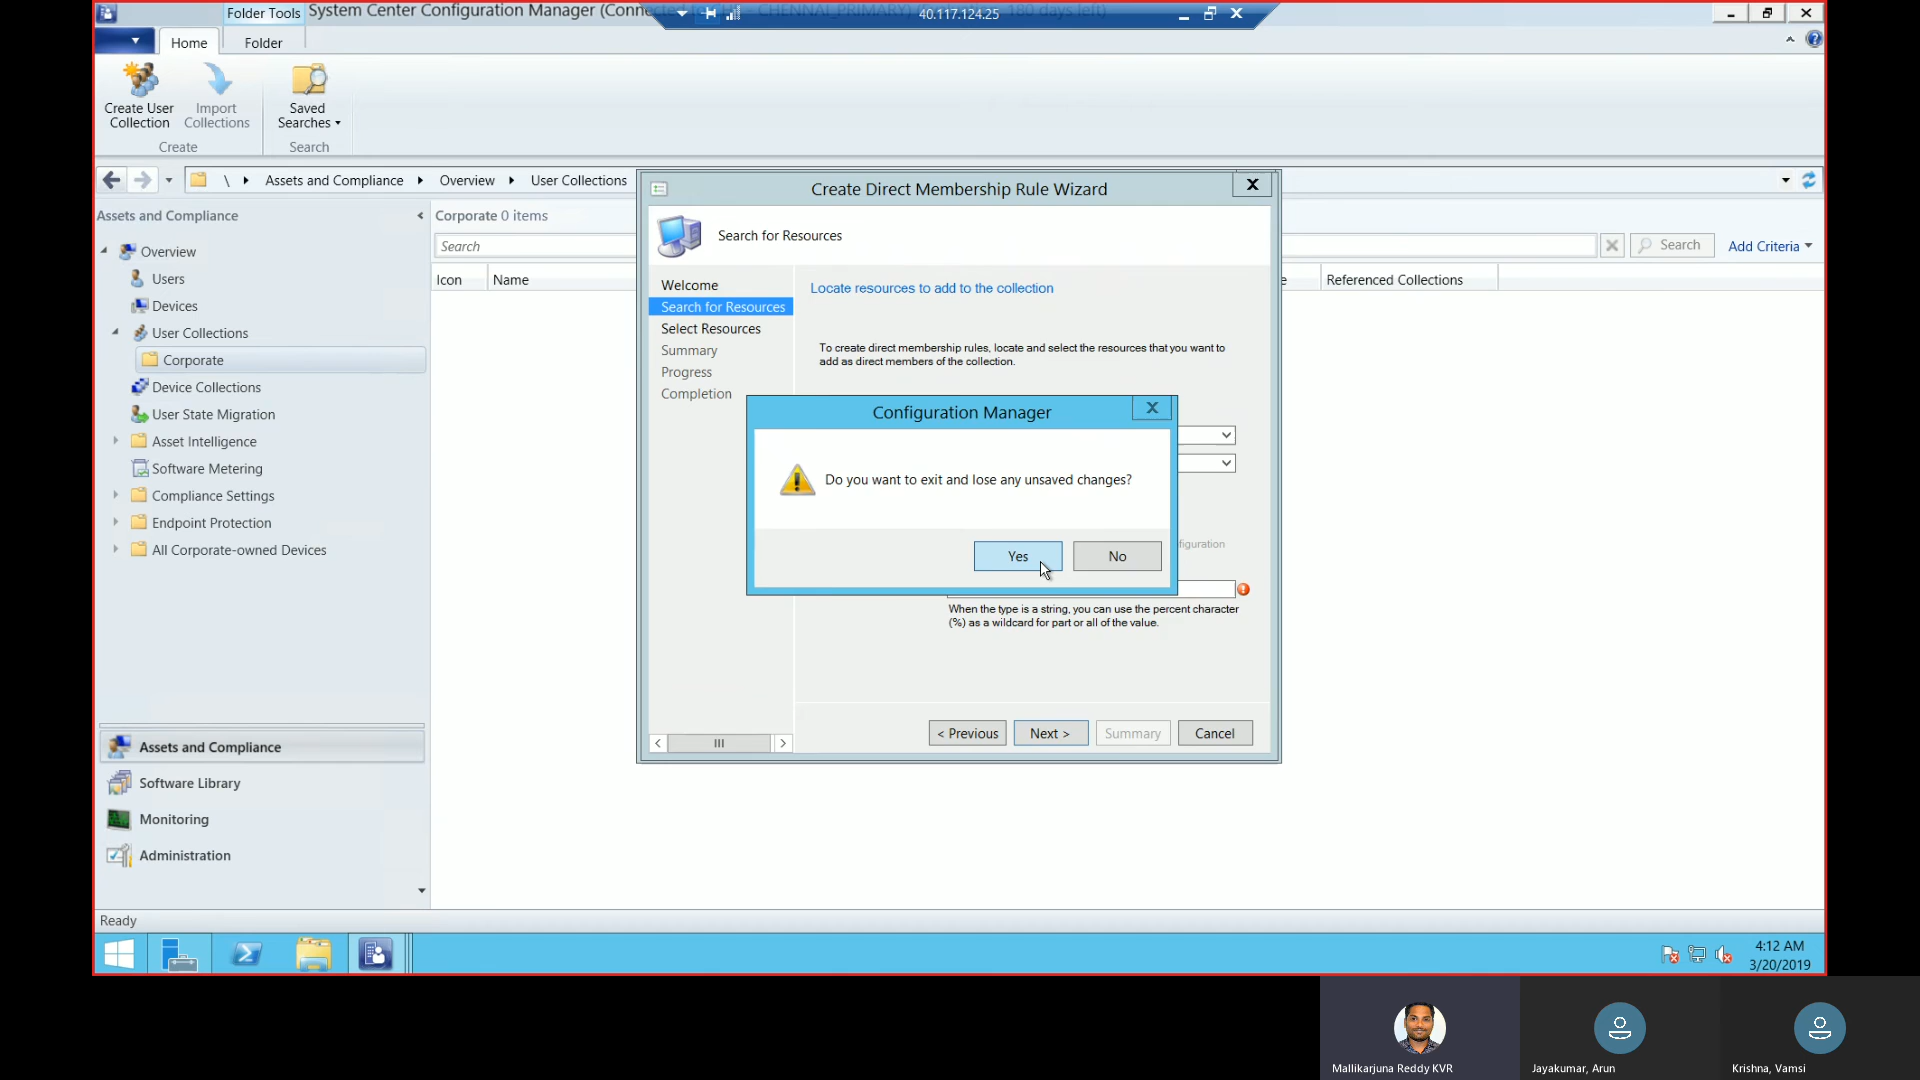 Folder Tools
System Center Configuration Manager (Connected
CHENNAI_PRIMARY)
180 days left)
40.117.124.25
Home
Folder
Create User
Collection
Import
Collections
Saved
Searches
Create
Search
\
Assets and Compliance
Overview
User Collections
Assets and Compliance
Corporate 0 items
Search
Search
Add Criteria
Icon
Name
Referenced Collections
Overview
Users
Devices
User Collections
Corporate
Device Collections
User State Migration
Asset Intelligence
Software Metering
Compliance Settings
Endpoint Protection
All Corporate-owned Devices
Assets and Compliance
Software Library
Monitoring
Administration
Ready
Create Direct Membership Rule Wizard
Search for Resources
Welcome
Search for Resources
Select Resources
Summary
Progress
Completion
Locate resources to add to the collection
To create direct membership rules, locate and select the resources that you want to
add as direct members of the collection.
Configuration Manager
Do you want to exit and lose any unsaved changes?
Yes
No
figuration
When the type is a string, you can use the percent character
(%) as a wildcard for part or all of the value.
< Previous
Next >
Summary
Cancel
4:12 AM
3/20/2019
Mallikarjuna Reddy KVR
Jayakumar, Arun
Krishna, Vamsi